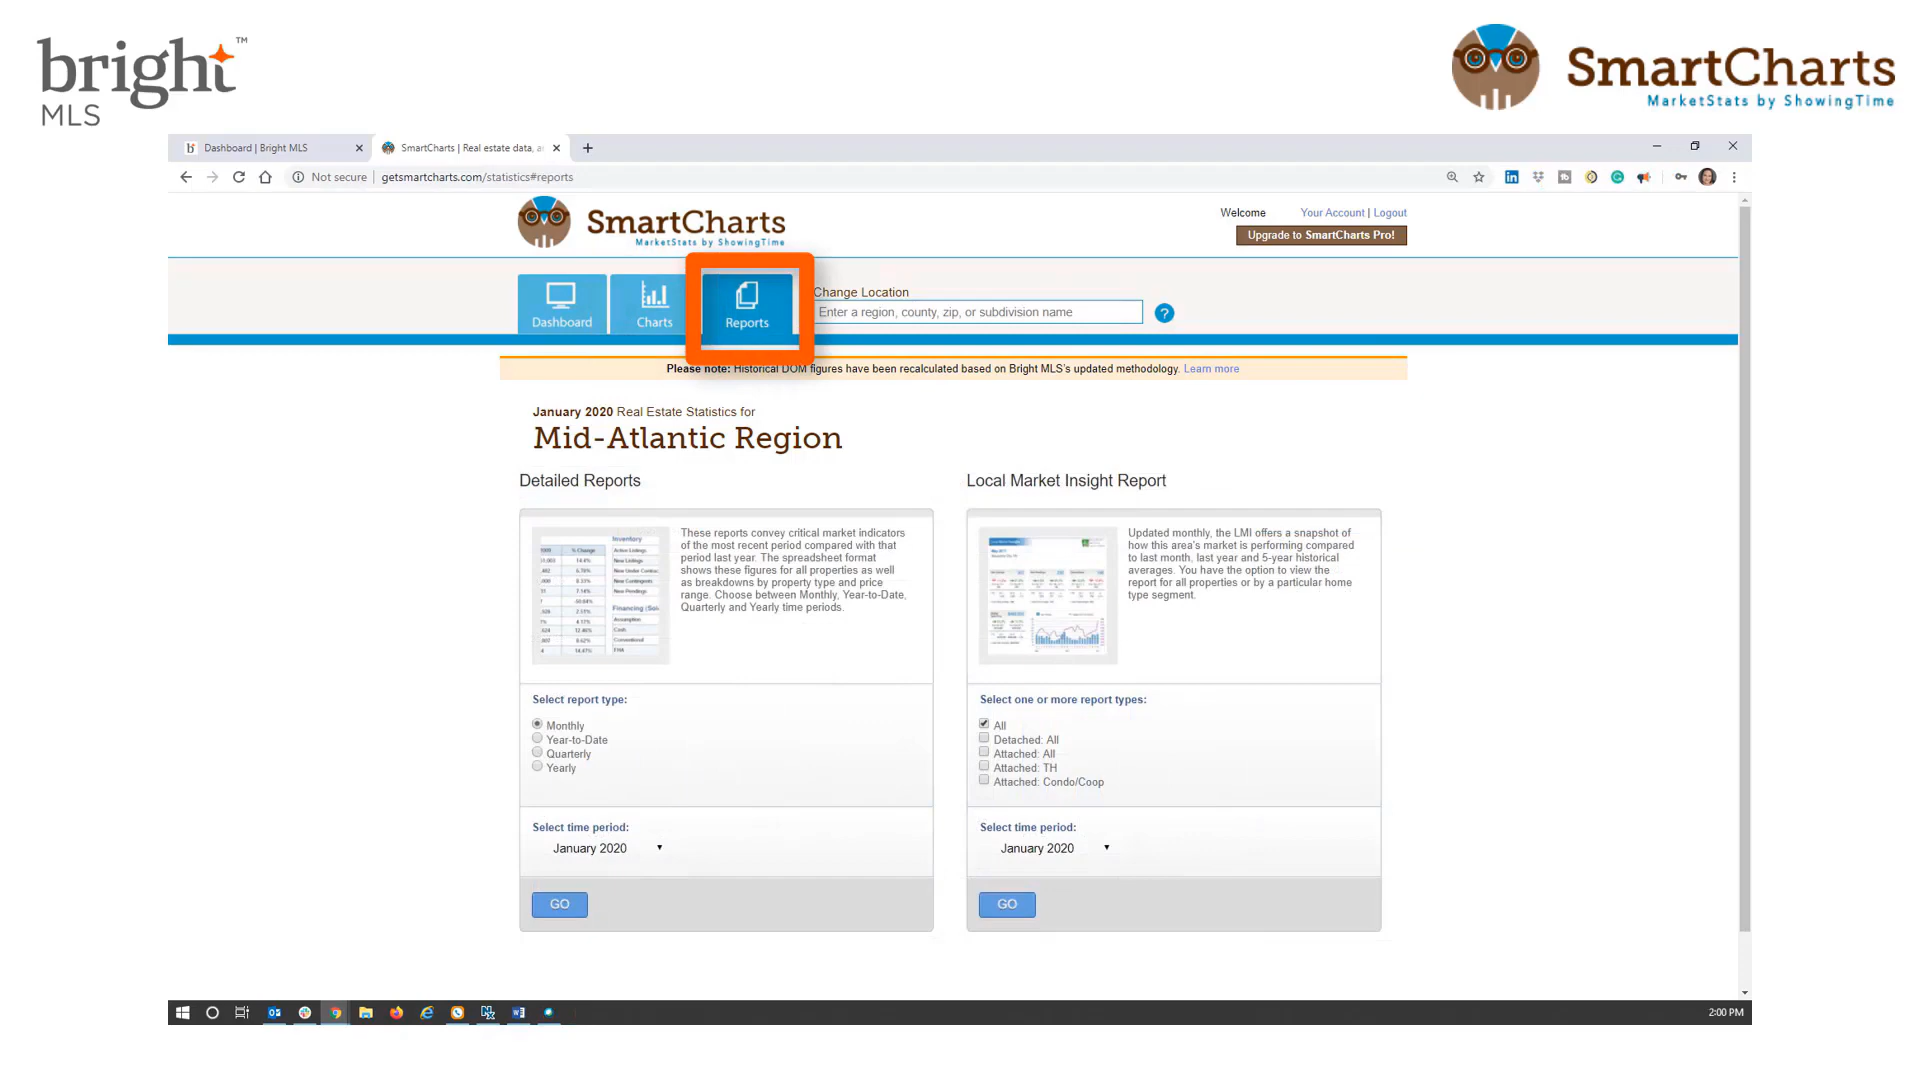 bright™
MLS
SmartCharts
MarketStats by ShowingTime
Dashboard | Bright MLS
SmartCharts | Real estate data, a
Not secure | getsmartcharts.com/statistics#reports
SmartCharts
MarketStats by ShowingTime
Welcome Your Account | Logout
Upgrade to SmartCharts Pro!
Dashboard
Charts
Reports
Change Location
Enter a region, county, zip, or subdivision name
?
Please note: Historical DOM figures have been recalculated based on Bright MLS's updated methodology. Learn more
January 2020 Real Estate Statistics for
Mid-Atlantic Region
Detailed Reports
These reports convey critical market indicators
of the most recent period compared with that
period last year. The spreadsheet format
shows these figures for all properties as well
as breakdowns by property type and price
range. Choose between Monthly, Year-to-Date,
Quarterly and Yearly time periods.
Inventory
% Change
Active Listings
New Listings
Select report type:
Monthly
Year-to-Date
Quarterly
Yearly
Select time period:
January 2020
GO
Local Market Insight Report
Updated monthly, the LMI offers a snapshot of
how this area's market is performing compared
to last month, last year and 5-year historical
averages. You have the option to view the
report for all properties or by a particular home
type segment.
Select one or more report types:
All
Detached: All
Attached: All
Attached: TH
Attached: Condo/Coop
Select time period:
January 2020
GO
2:00 PM